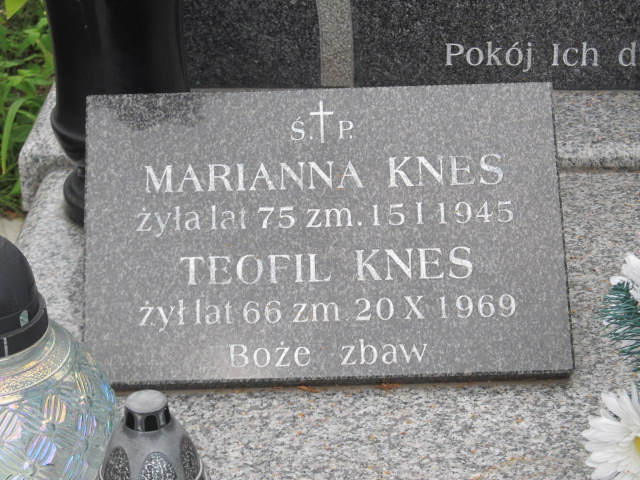 Pokój Ich d
Ś. P.
MARIANNA KNES
żyła lat 75 zm. 15 I 1945
TEOFIL KNES
żył lat 66 zm. 20 X 1969
Boże zbaw